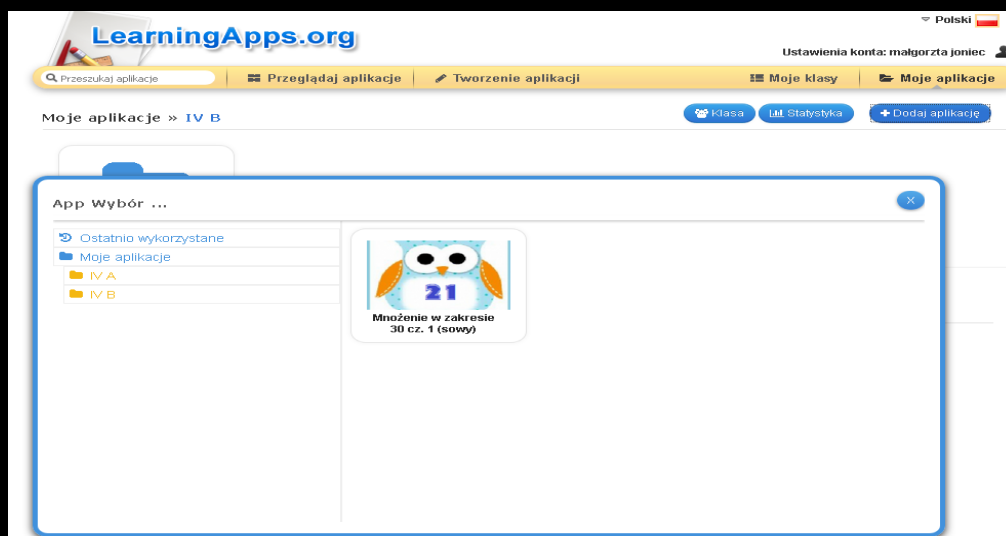 Polski
LearningApps.org
Ustawienia konta: małgorzta joniec
Przeszukaj aplikacje
Przeglądaj aplikacje
Tworzenie aplikacji
Moje klasy
Moje aplikacje
Moje aplikacje » IV B
Klasa
Statystyka
Dodaj aplikację
App Wybór ...
Ostatnio wykorzystane
Moje aplikacje
IV A
IV B
21
Mnożenie w zakresie
30 cz. 1 (sowy)